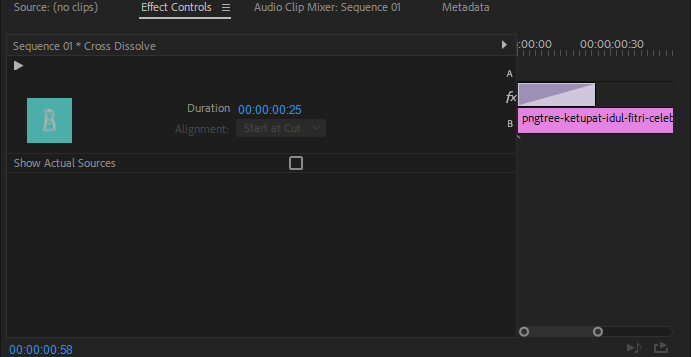 Source: (no clips)
Effect Controls
Audio Clip Mixer: Sequence 01
Metadata
Sequence 01 * Cross Dissolve
:00:00
00:00:00:30
A
fx
Duration 00:00:00:25
B
pngtree-ketupat-idul-fitri-celeb
B
Alignment: Start at Cut
Show Actual Sources
00:00:00:58